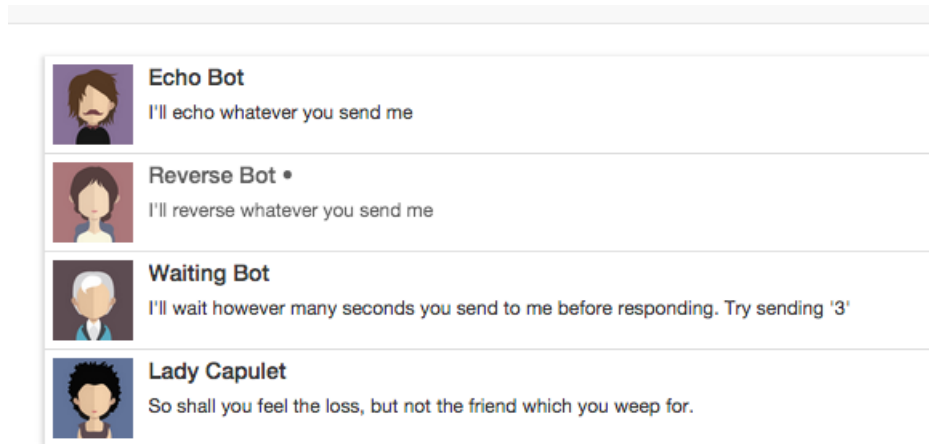 Echo Bot
I'll echo whatever you send me
Reverse Bot •
I'll reverse whatever you send me
Waiting Bot
I'll wait however many seconds you send to me before responding. Try sending '3'
Lady Capulet
So shall you feel the loss, but not the friend which you weep for.